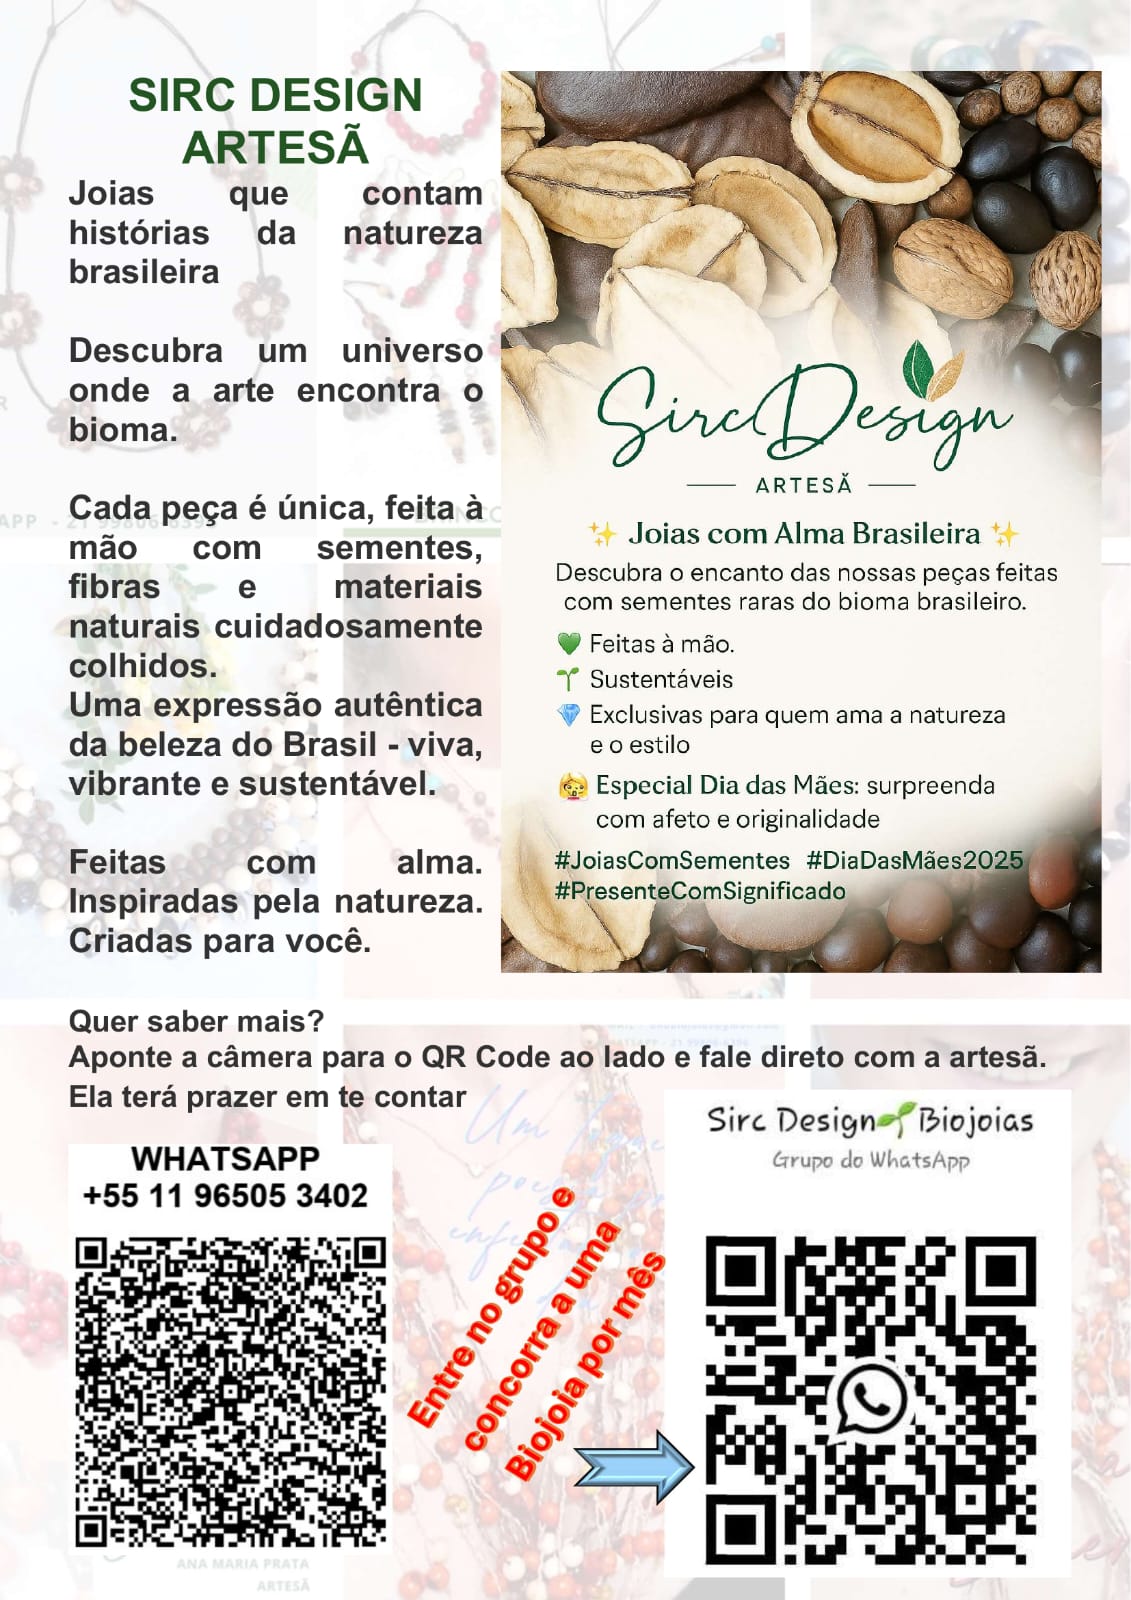 SIRC DESIGN
ARTESÃ
Joias que contam
histórias da natureza
brasileira
Descubra um universo
onde a arte encontra o
bioma.
Cada peça é única, feita à
mão com sementes,
fibras e materiais
naturais cuidadosamente
colhidos.
Uma expressão autêntica
da beleza do Brasil - viva,
vibrante e sustentável.
Feitas com alma.
Inspiradas pela natureza.
Criadas para você.
SircDesign
ARTESÃ
✨ Joias com Alma Brasileira ✨
Descubra o encanto das nossas peças feitas
com sementes raras do bioma brasileiro.
💚 Feitas à mão.
🌱 Sustentáveis
💎 Exclusivas para quem ama a natureza
e o estilo
Especial Dia das Mães: surpreenda
com afeto e originalidade
#JoiasComSementes #DiaDasMães2025
#PresenteComSignificado
Quer saber mais?
Aponte a câmera para o QR Code ao lado e fale direto com a artesã.
Ela terá prazer em te contar
WHATSAPP
+55 11 96505 3402
Entre no grupo e
concorra a uma
Biojoia por mês
Sirc Design🌱Biojoias
Grupo do WhatsApp
Um
ANA MARIA PRATA
ARTESÃ